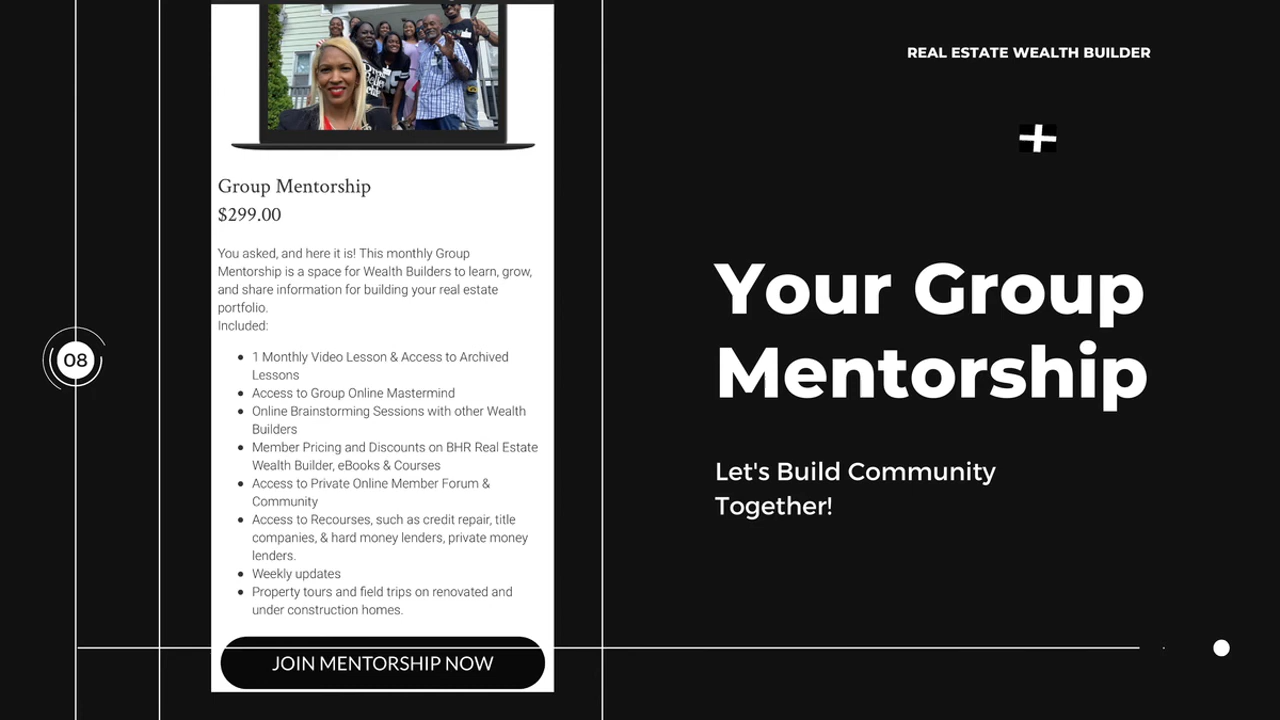 REAL ESTATE WEALTH BUILDER
Group Mentorship
$299.00
You asked, and here it is! This monthly Group
Mentorship is a space for Wealth Builders to learn, grow,
and share information for building your real estate
portfolio.
Included:
1 Monthly Video Lesson & Access to Archived
Lessons
Access to Group Online Mastermind
Online Brainstorming Sessions with other Wealth
Builders
Member Pricing and Discounts on BHR Real Estate
Wealth Builder, eBooks & Courses
Access to Private Online Member Forum &
Community
Access to Recourses, such as credit repair, title
companies, & hard money lenders, private money
lenders.
Weekly updates
Property tours and field trips on renovated and
under construction homes.
JOIN MENTORSHIP NOW
08
Your Group
Mentorship
Let's Build Community
Together!